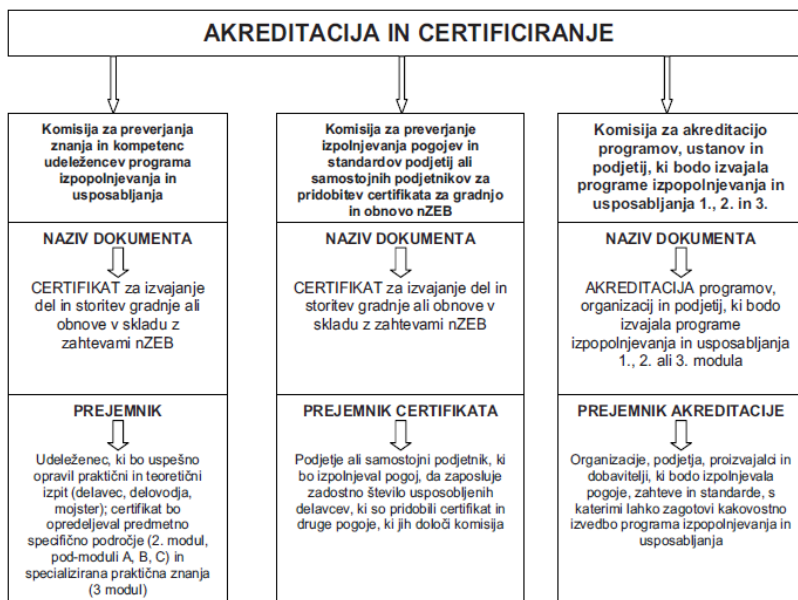 AKREDITACIJA IN CERTIFICIRANJE
Komisija za preverjanja
znanja in kompetenc
udeležencev programa
izpopolnjevanja in
usposabljanja
NAZIV DOKUMENTA
CERTIFIKAT za izvajanje
del in storitev gradnje ali
obnove v skladu z
zahtevami nZEB
PREJEMNIK
Udeleženec, ki bo uspešno
opravil praktični in teoretični
izpit (delavec, delovodja,
mojster); certifikat bo
opredeljeval predmetno
specifično področje (2. modul,
pod-moduli A, B, C) in
specializirana praktična znanja
(3 modul)
Komisija za preverjanje
izpolnjevanja pogojev in
standardov podjetij ali
samostojnih podjetnikov za
pridobitev certifikata za gradnjo
in obnovo nZEB
NAZIV DOKUMENTA
CERTIFIKAT za izvajanje del in
storitev gradnje ali obnove v
skladu z zahtevami nZEB
PREJEMNIK CERTIFIKATA
Podjetje ali samostojni podjetnik, ki
bo izpolnjeval pogoj, da zaposluje
zadostno število usposobljenih
delavcev, ki so pridobili certifikat in
druge pogoje, ki jih določi komisija
Komisija za akreditacijo
programov, ustanov in
podjetij, ki bodo izvajala
programe izpopolnjevanja in
usposabljanja 1., 2. in 3.
NAZIV DOKUMENTA
AKREDITACIJA programov,
organizacij in podjetij, ki bodo
izvajala programe
izpopolnjevanja in usposabljanja
1., 2. ali 3. modula
PREJEMNIK AKREDITACIJE
Organizacije, podjetja, proizvajalci in
dobavitelji, ki bodo izpolnjevala
pogoje, zahteve in standarde, s
katerimi lahko zagotovi kakovostno
izvedbo programa izpopolnjevanja in
usposabljanja